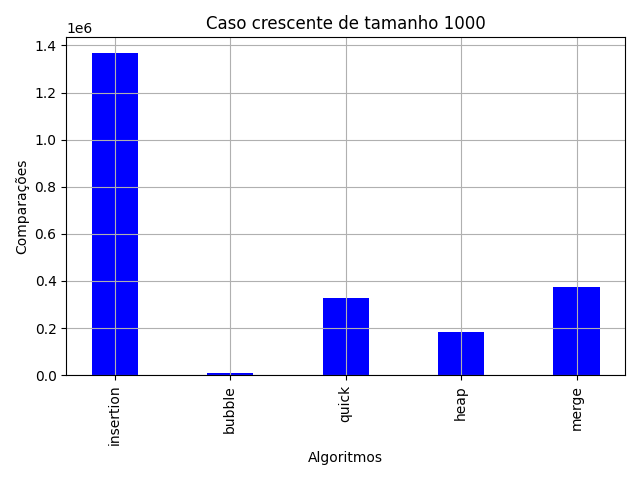 Caso crescente de tamanho 1000
1e6
1.4
1.2
1.0
0.8
0.6
0.4
0.2
0.0
Comparações
insertion
bubble
quick
heap
merge
Algoritmos